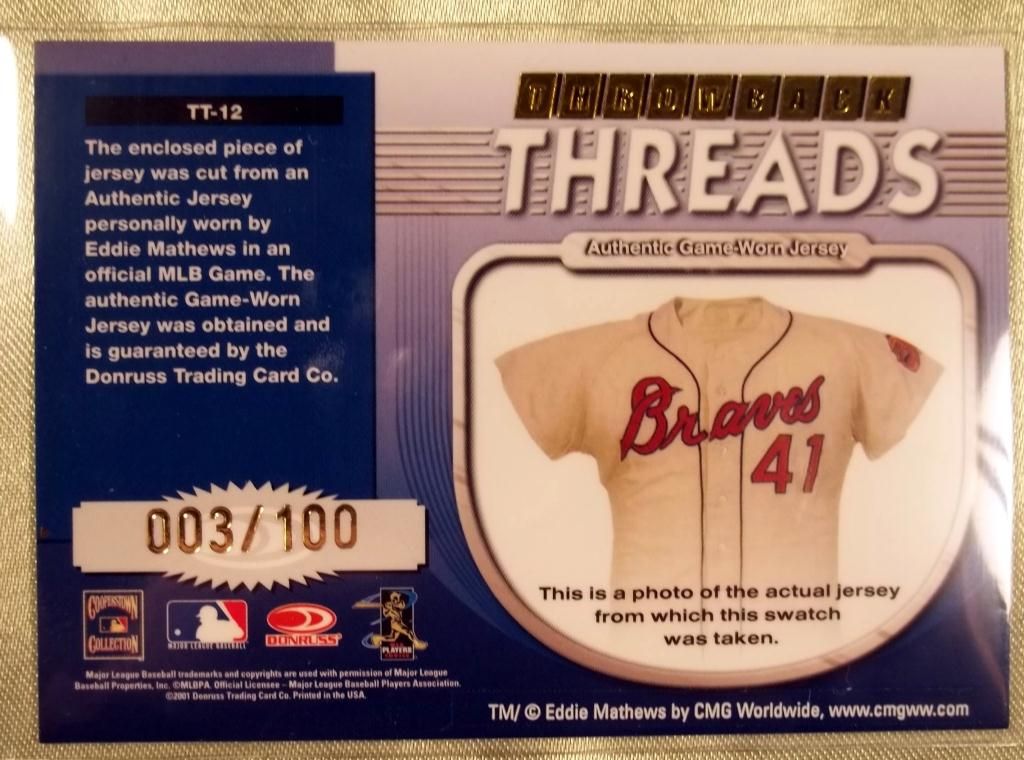 TT-12
The enclosed piece of
jersey was cut from an
Authentic Jersey
personally worn by
Eddie Mathews in an
official MLB Game. The
authentic Game-Worn
Jersey was obtained and
is guaranteed by the
Donruss Trading Card Co.
003/100
COOPERSTOWN
COLLECTION
MAJOR LEAGUE BASEBALL
DONRUSS
PLAYERS
CHOICE
Major League Baseball trademarks and copyrights are used with permission of Major League
Baseball Properties, Inc. ©MLBPA. Official Licensee – Major League Baseball Players Association.
©2001 Donruss Trading Card Co. Printed in the USA.
THROWBACK
THREADS
Authentic Game-Worn Jersey
Braves
41
This is a photo of the actual jersey
from which this swatch
was taken.
TM/ © Eddie Mathews by CMG Worldwide, www.cmgww.com